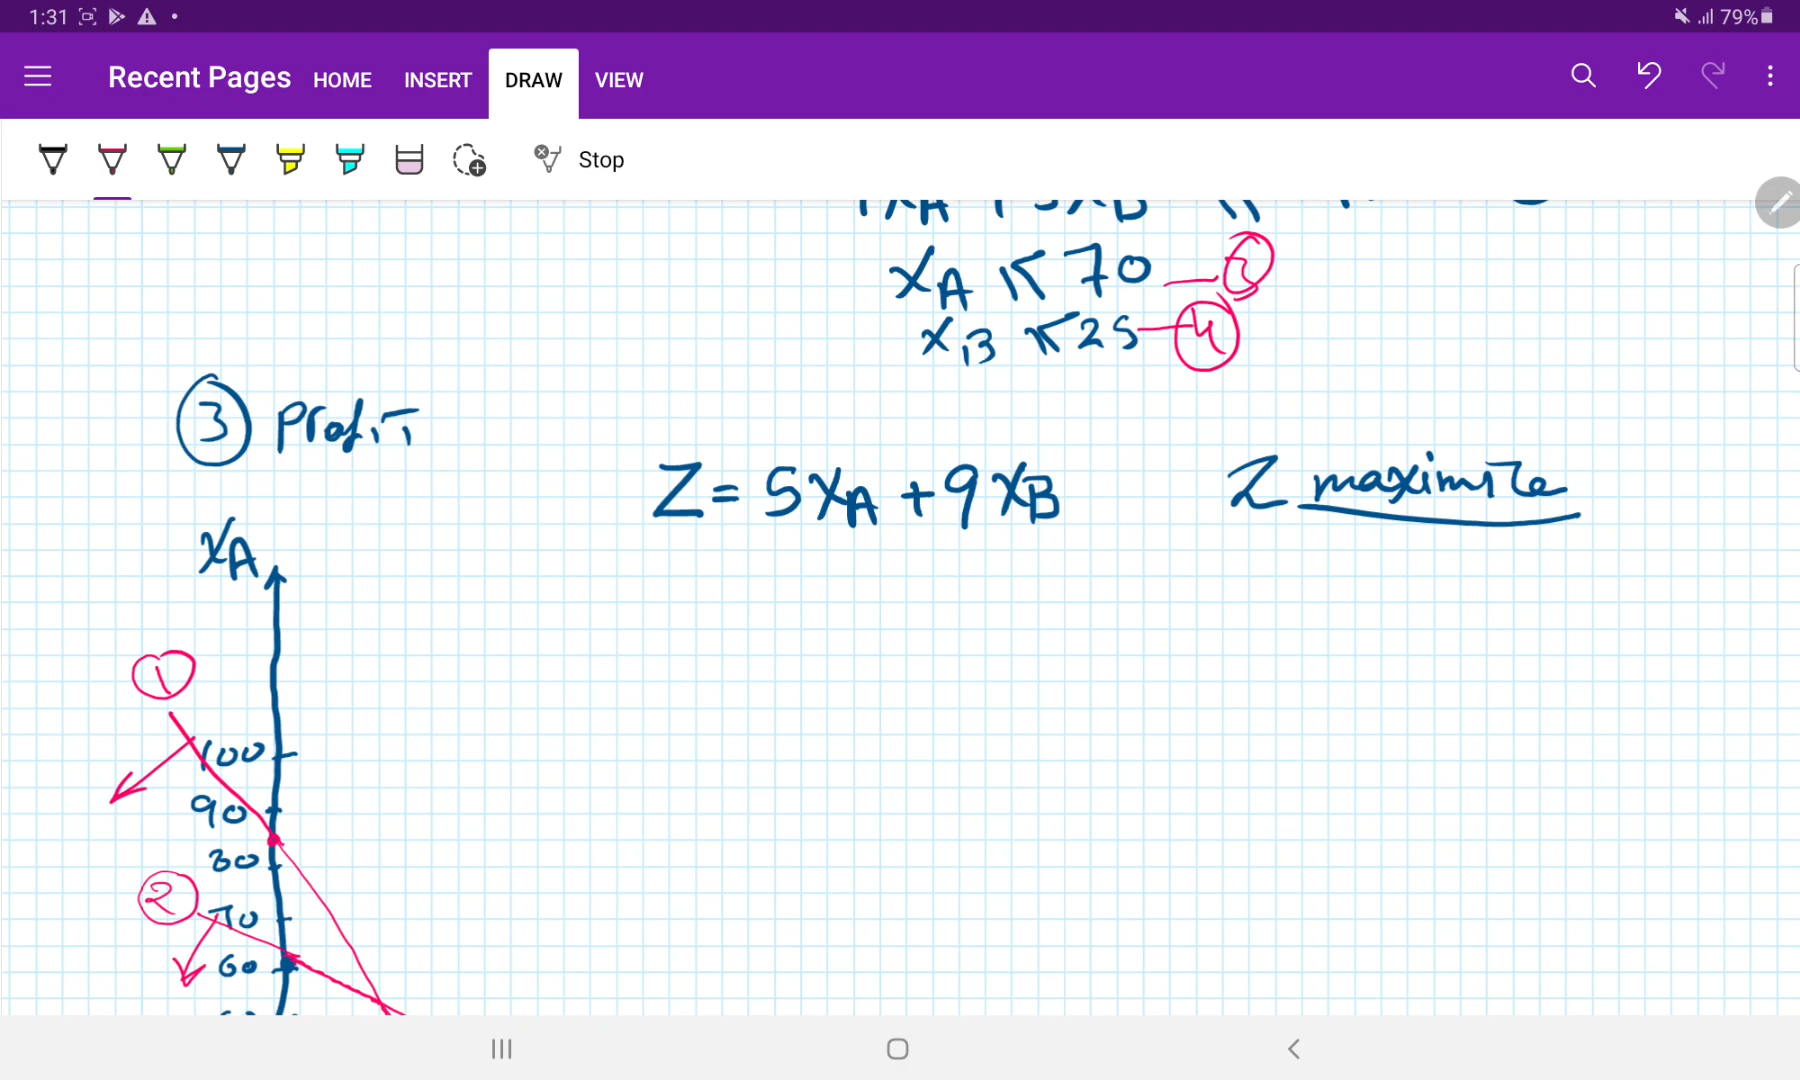 1:31 79%
Recent Pages HOME INSERT DRAW VIEW
Stop
xA ≤ 70 — 3
xB ≤ 25 — 4
3 Profit
Z = 5xA + 9xB Z maximize
xA
1
100
90
80
2
70
60